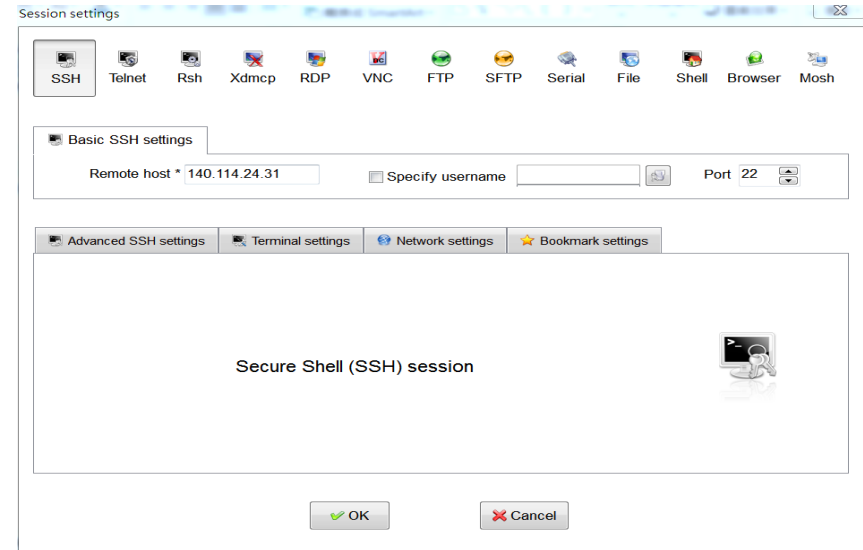 Session settings
SSH Telnet Rsh Xdmcp RDP VNC FTP SFTP Serial File Shell Browser Mosh
Basic SSH settings
Remote host * 140.114.24.31 Specify username Port 22
Advanced SSH settings Terminal settings Network settings Bookmark settings
Secure Shell (SSH) session
OK Cancel